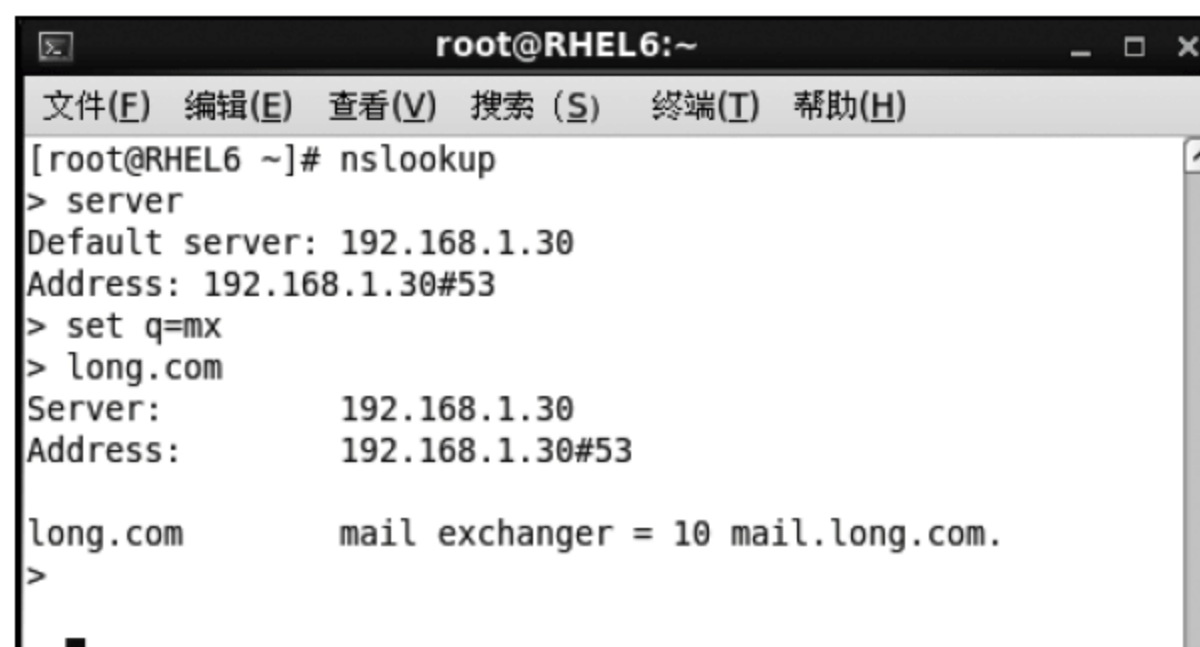 root@RHEL6:~
文件(F) 编辑(E) 查看(V) 搜索 (S) 终端(T) 帮助(H)
[root@RHEL6 ~]# nslookup
> server
Default server: 192.168.1.30
Address: 192.168.1.30#53
> set q=mx
> long.com
Server:         192.168.1.30
Address:        192.168.1.30#53
long.com        mail exchanger = 10 mail.long.com.
>